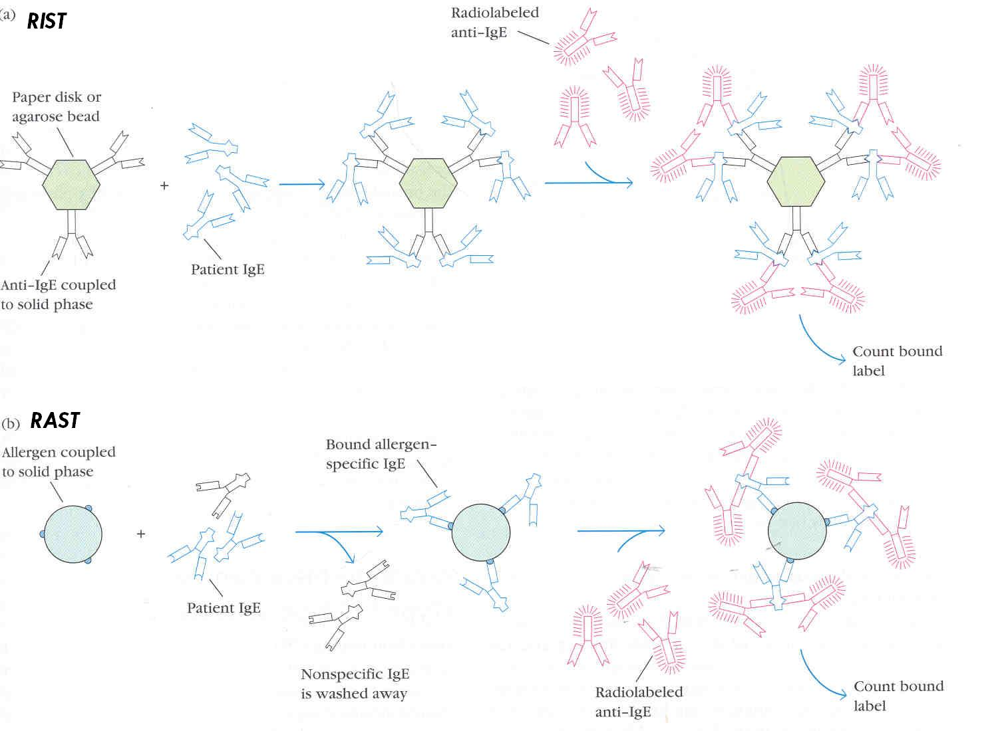 (a) RIST
Radiolabeled
anti-IgE
Paper disk or
agarose bead
+
Patient IgE
Anti-IgE coupled
to solid phase
Count bound
label
(b) RAST
Allergen coupled
to solid phase
Bound allergen-
specific IgE
+
Patient IgE
Nonspecific IgE
is washed away
Radiolabeled
anti-IgE
Count bound
label